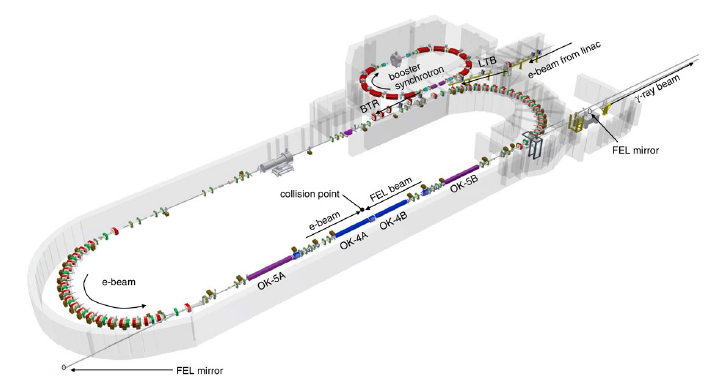 booster
synchrotron
LTB
e-beam from linac
BTR
γ-ray beam
FEL mirror
collision point
FEL beam
e-beam
OK-5B
OK-4B
OK-4A
OK-5A
e-beam
FEL mirror